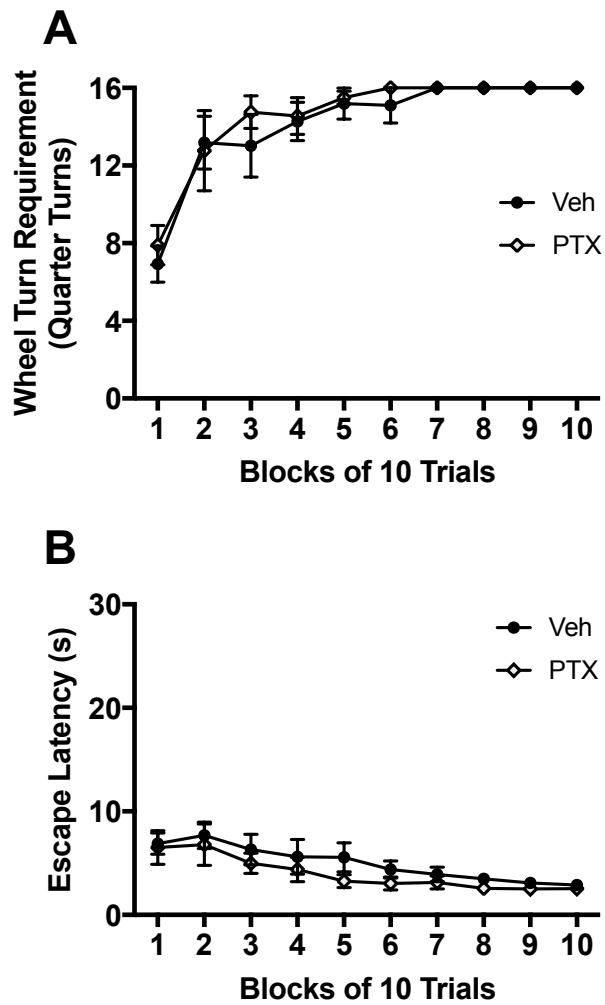 A
Wheel Turn Requirement
(Quarter Turns)
16
12
8
4
0
Veh
PTX
1 2 3 4 5 6 7 8 9 10
Blocks of 10 Trials
B
Escape Latency (s)
30
20
10
0
Veh
PTX
1 2 3 4 5 6 7 8 9 10
Blocks of 10 Trials